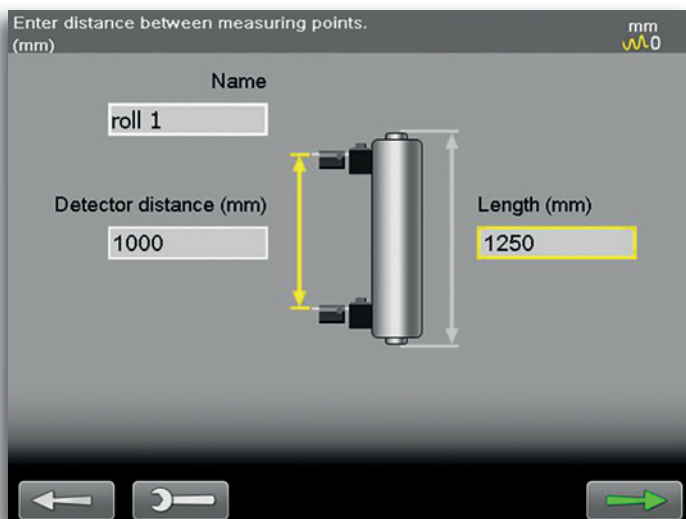 Enter distance between measuring points.
(mm)
mm
0
Name
roll 1
Detector distance (mm)
1000
Length (mm)
1250